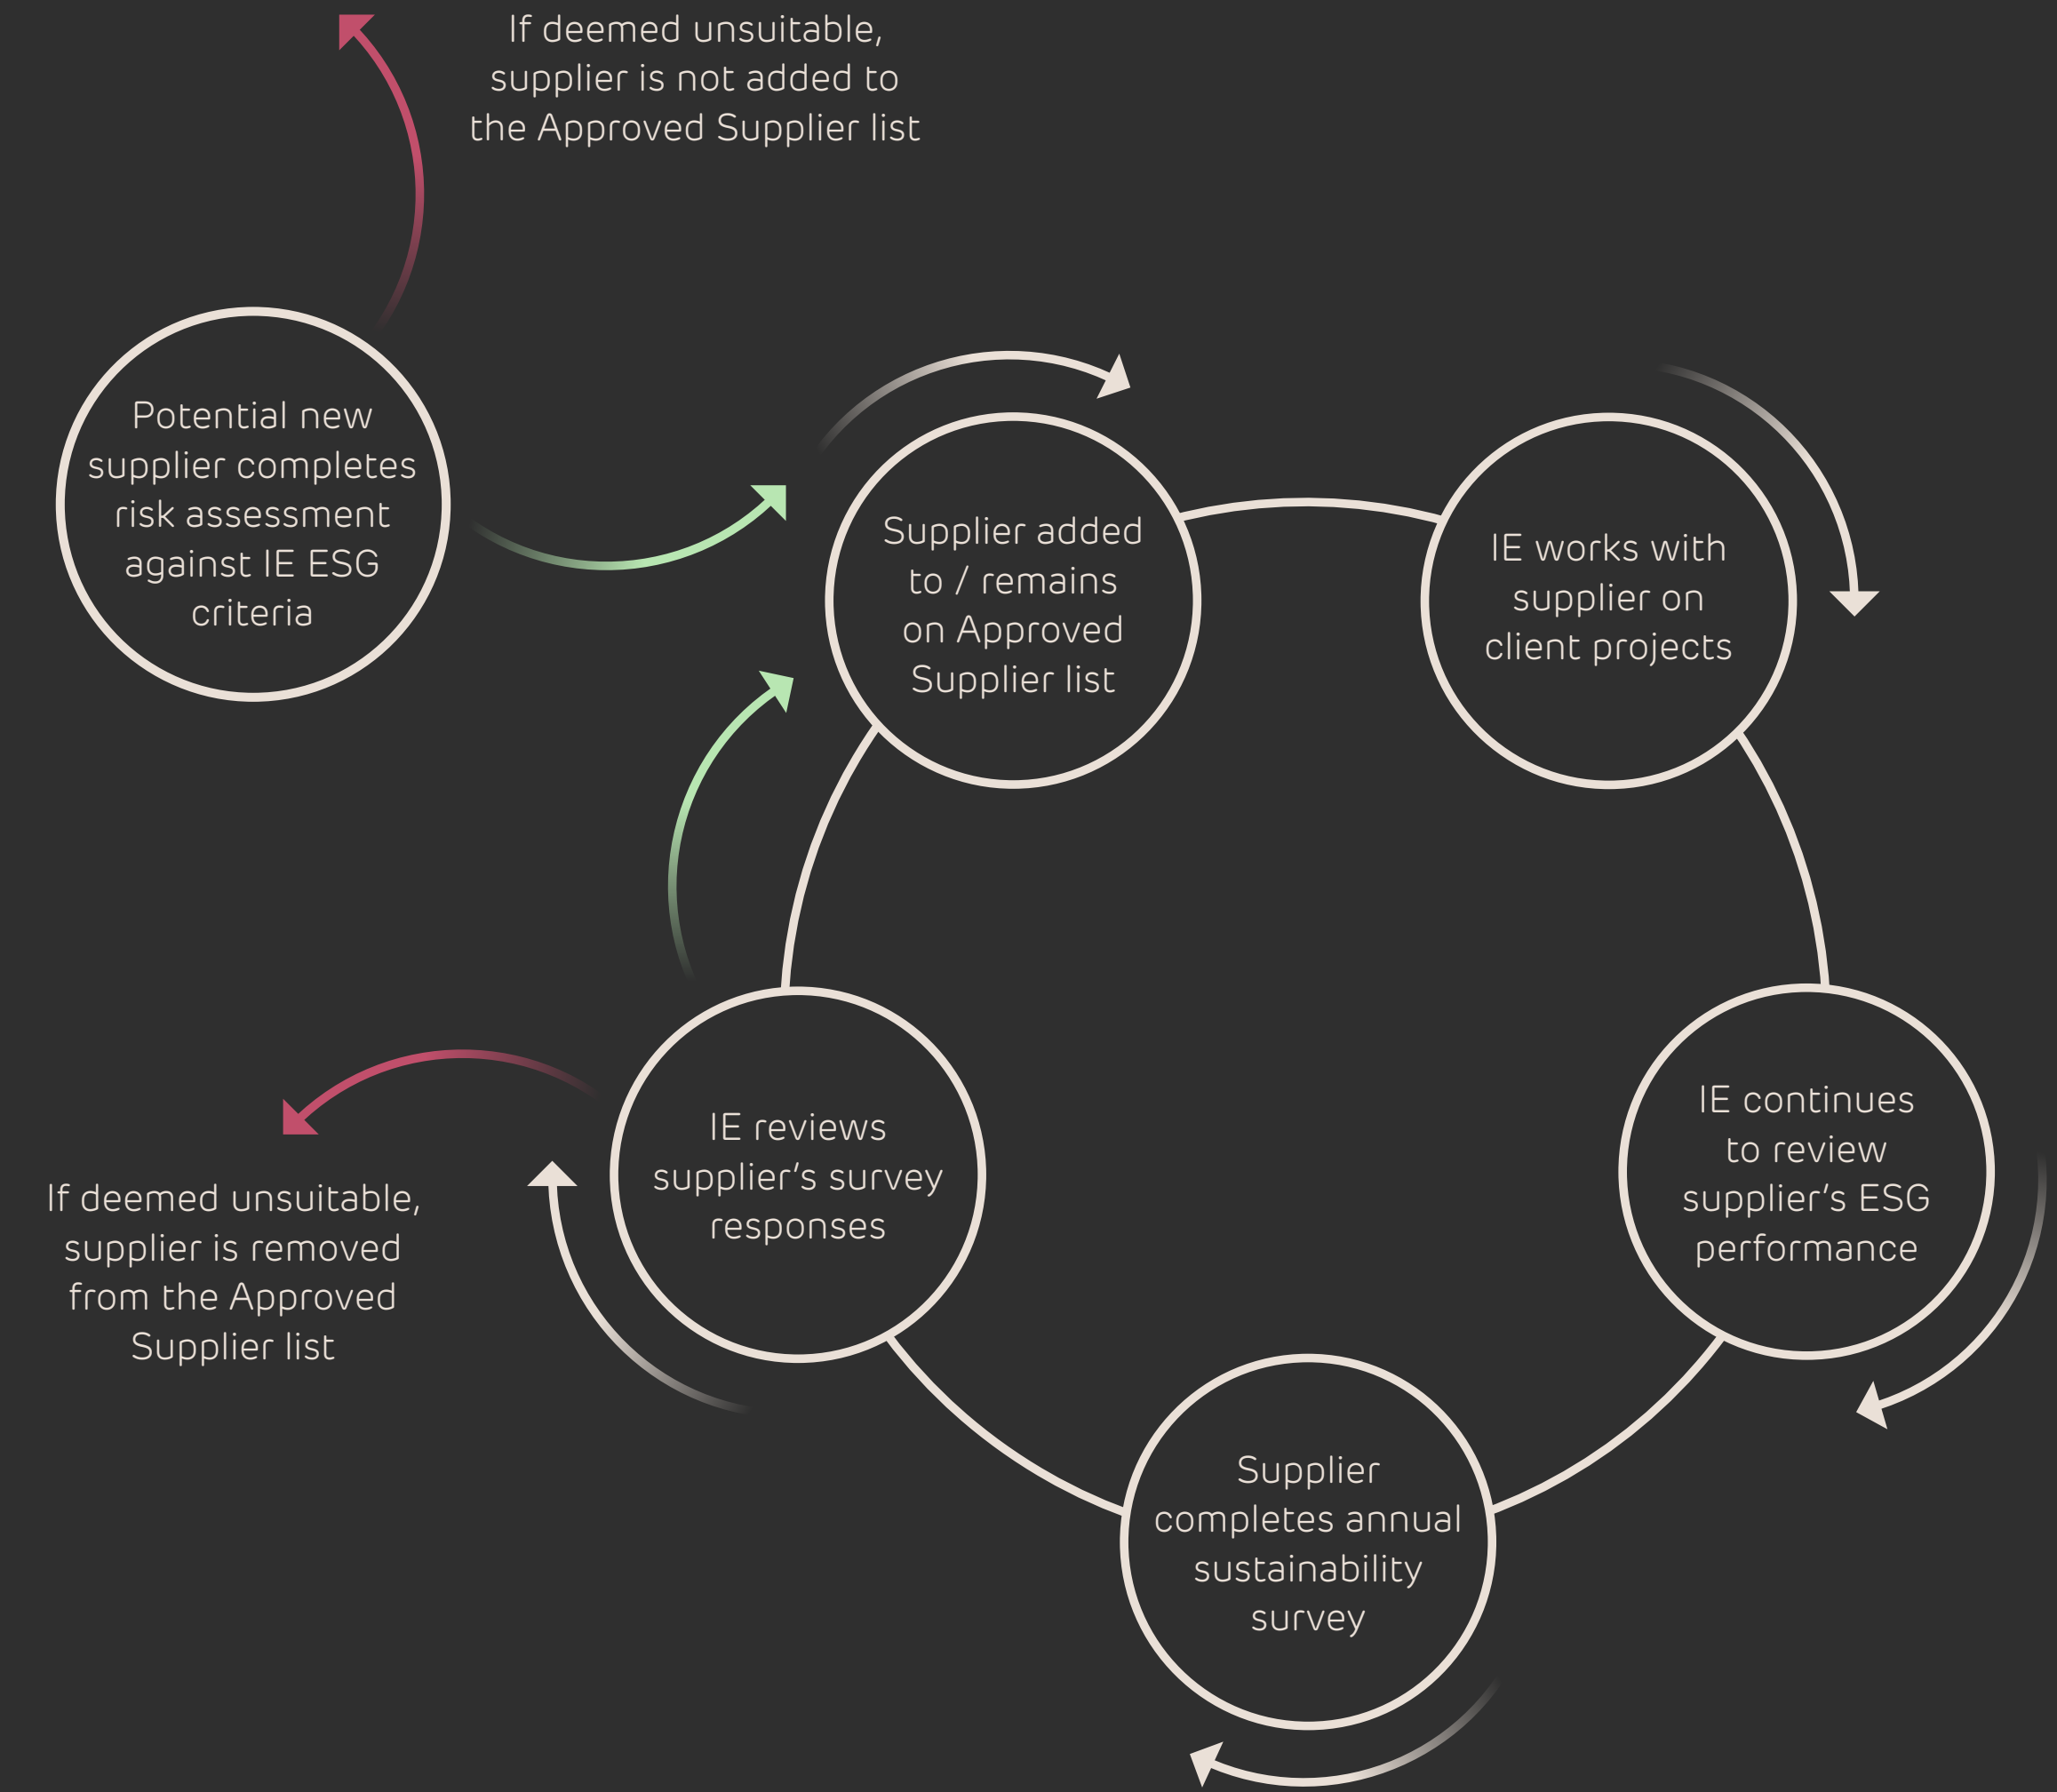 If deemed unsuitable,
supplier is not added to
the Approved Supplier list
Potential new
supplier completes
risk assessment
against IE ESG
criteria
Supplier added
to / remains
on Approved
Supplier list
IE works with
supplier on
client projects
IE continues
to review
supplier’s ESG
performance
Supplier
completes annual
sustainability
survey
IE reviews
supplier’s survey
responses
If deemed unsuitable,
supplier is removed
from the Approved
Supplier list